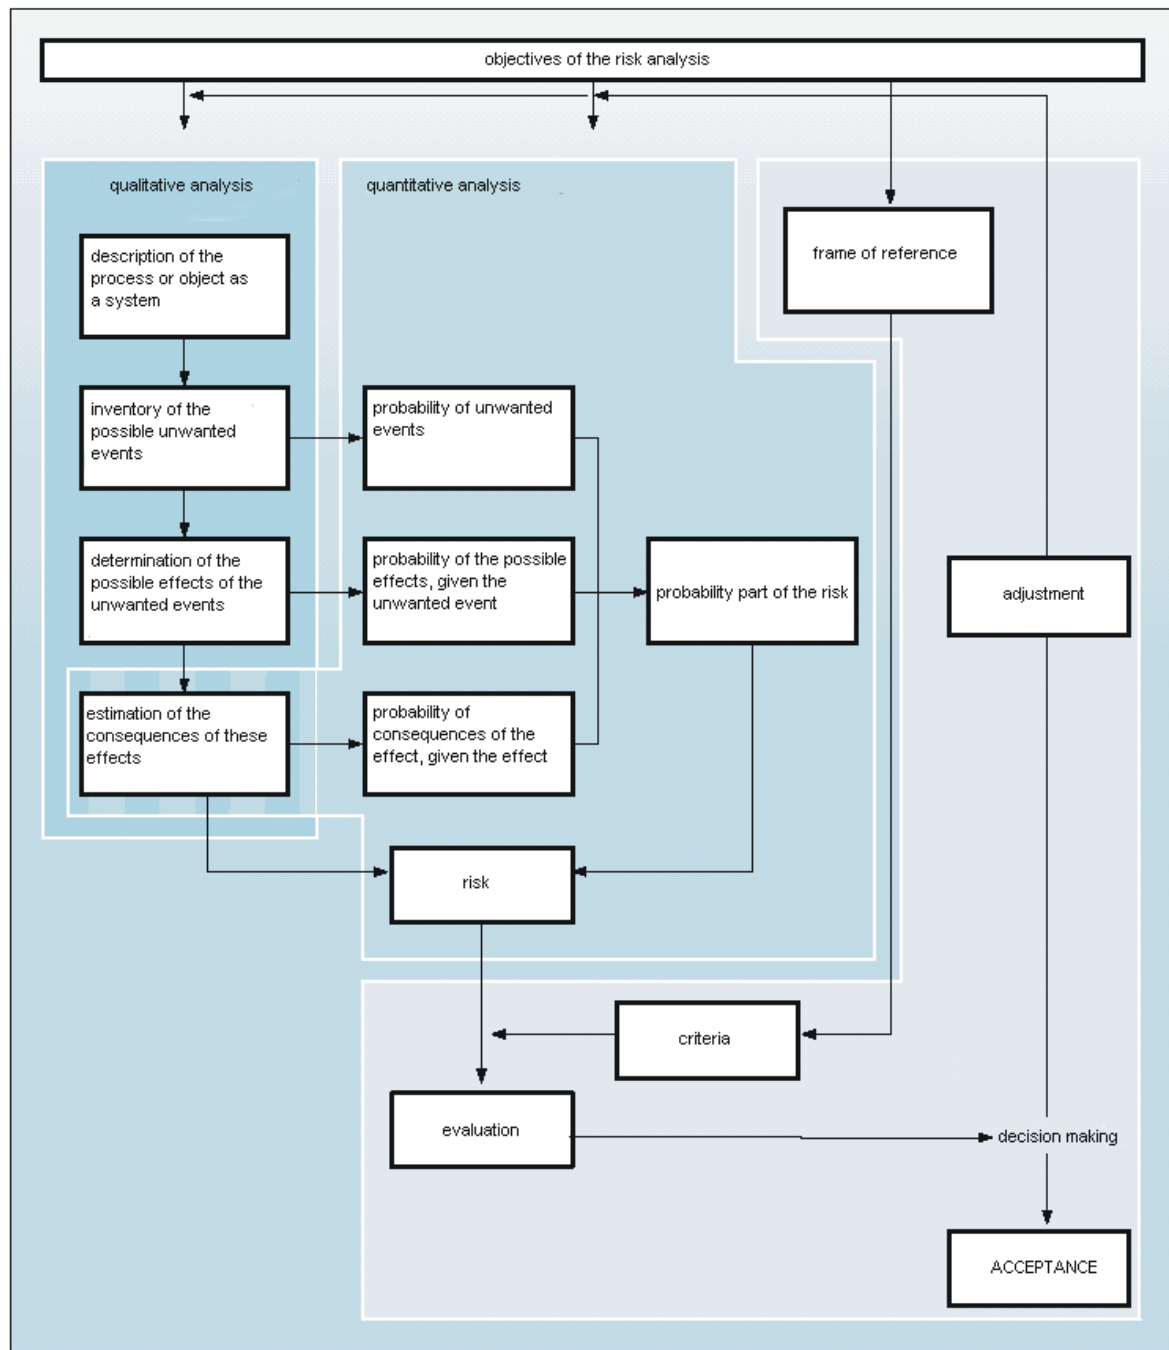 objectives of the risk analysis
qualitative analysis
quantitative analysis
description of the
process or object as
a system
frame of reference
inventory of the
possible unwanted
events
probability of unwanted
events
determination of the
possible effects of the
unwanted events
probability of the possible
effects, given the
unwanted event
probability part of the risk
adjustment
estimation of the
consequences of these
effects
probability of
consequences of the
effect, given the effect
risk
criteria
evaluation
decision making
ACCEPTANCE